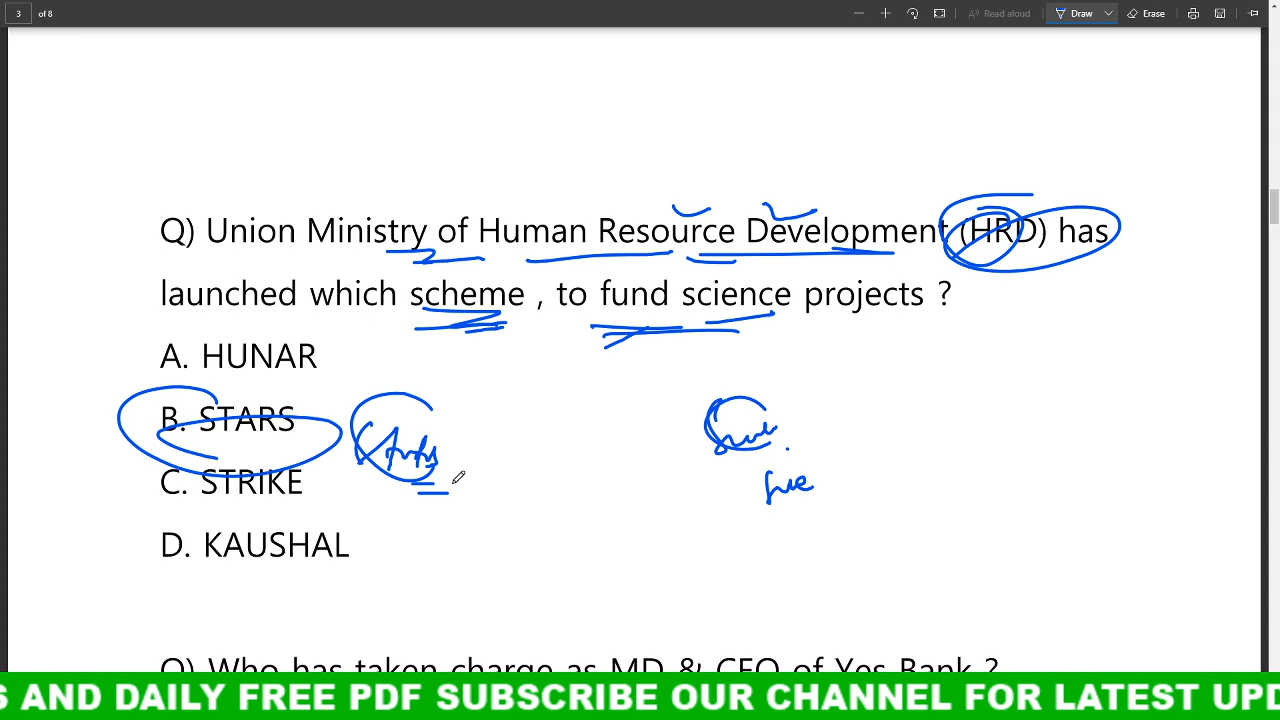 3 of 8
Read aloud
Draw
Erase
Q) Union Ministry of Human Resource Development (HRD) has
launched which scheme , to fund science projects ?
A. HUNAR
B. STARS
C. STRIKE
D. KAUSHAL
Q) Who has taken charge as MD & CEO of Yes Bank ?
S AND DAILY FREE PDF SUBSCRIBE OUR CHANNEL FOR LATEST UPD